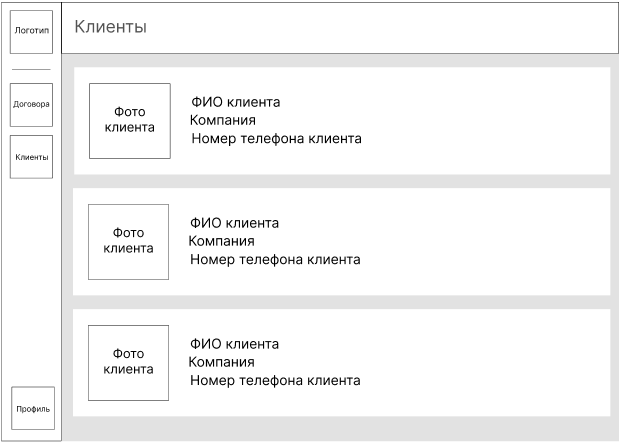 Логотип
Клиенты
Договора
Клиенты
Фото
клиента
ФИО клиента
Компания
Номер телефона клиента
Фото
клиента
ФИО клиента
Компания
Номер телефона клиента
Фото
клиента
ФИО клиента
Компания
Номер телефона клиента
Профиль